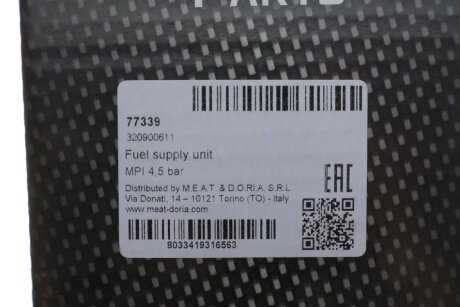 PARTS
77339
320900611
Fuel supply unit
MPI 4,5 bar
EAC
Distributed by M.E.A.T. & D.O.R.I.A. S.R.L
Via Donati, 14 – 10121 Torino (TO) - Italy
www.meat-doria.com
8033419316563